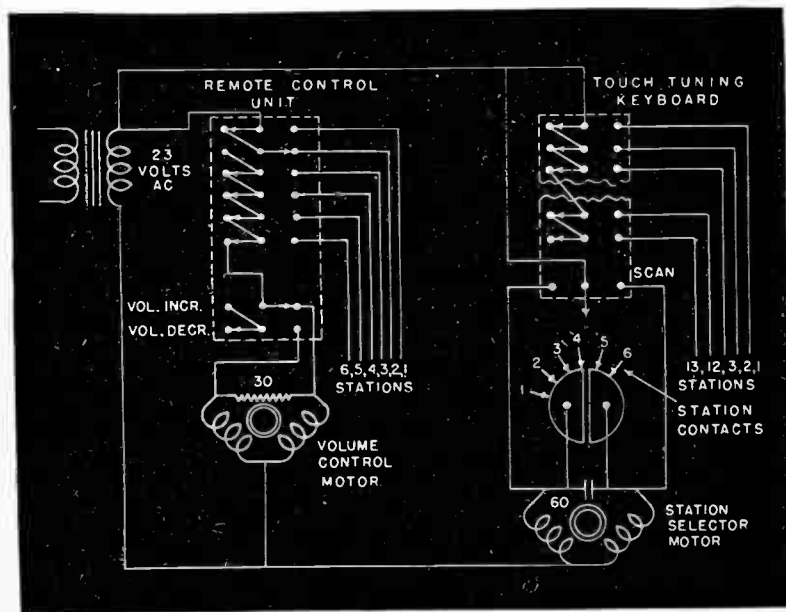 REMOTE CONTROL
UNIT
TOUCH TUNING
KEYBOARD
23
VOLTS
AC
SCAN
VOL. INCR.
VOL. DECR.
6,5,4,3,2,1
STATIONS
13,12,3,2,1
STATIONS
1
2
3
4
5
6
STATION
CONTACTS
30
VOLUME
CONTROL
MOTOR.
60
STATION
SELECTOR
MOTOR